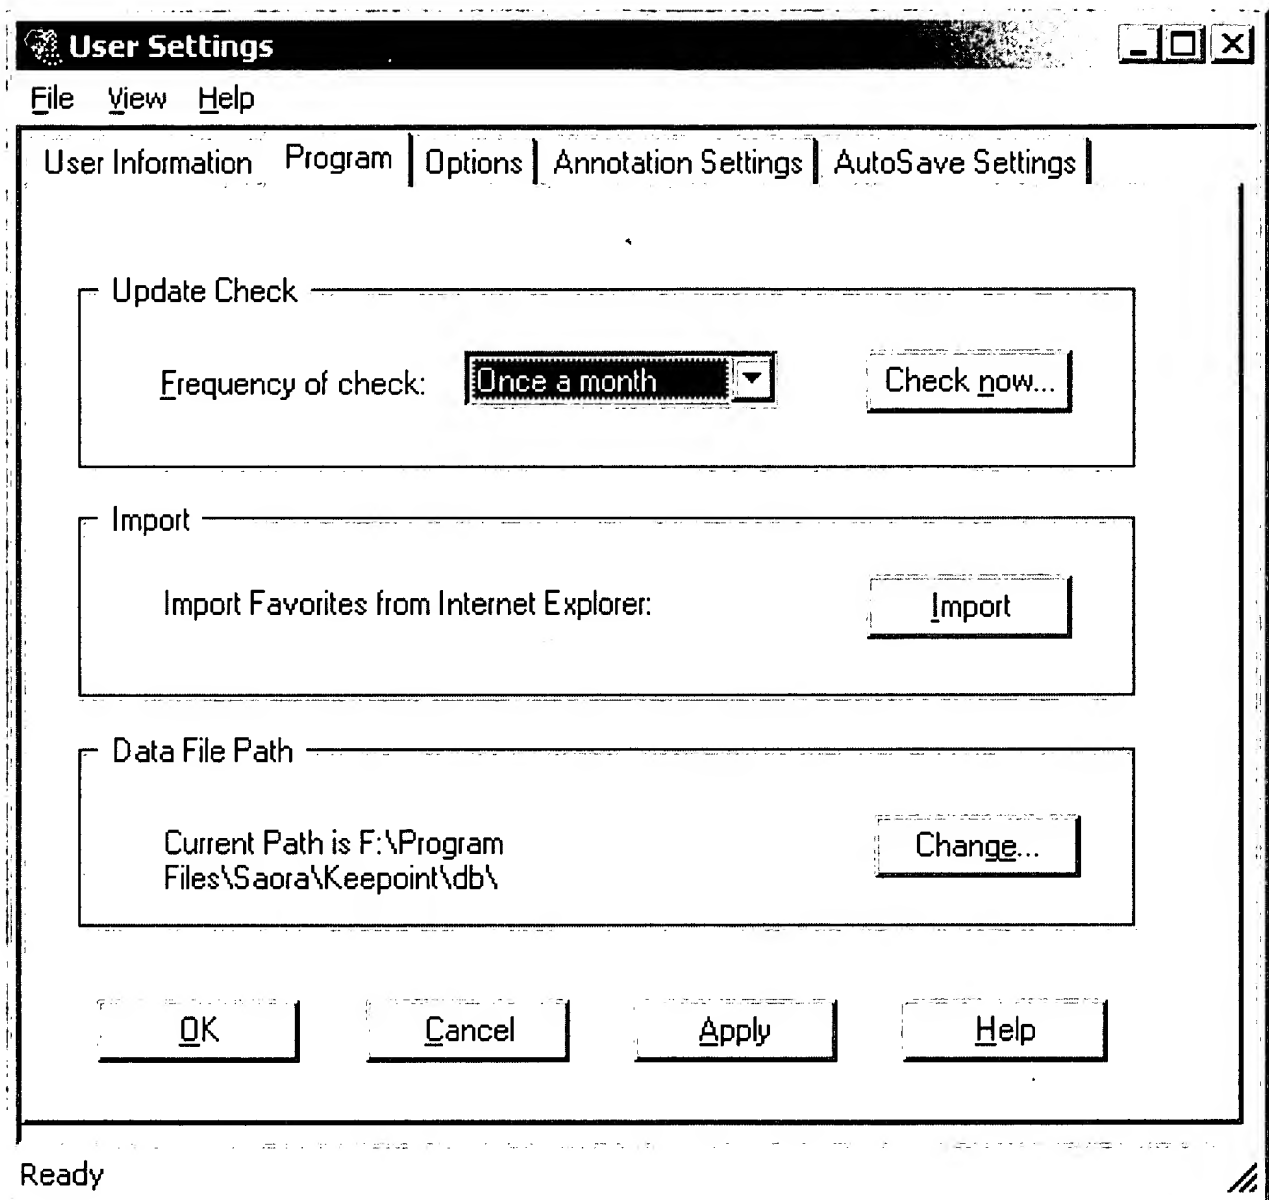 User Settings
File View Help
User Information Program Options Annotation Settings AutoSave Settings
Update Check
Frequency of check: Once a month Check now...
Import
Import Favorites from Internet Explorer: Import
Data File Path
Current Path is F:\Program
Files\Saora\Keepoint\db\
Change...
OK Cancel Apply Help
Ready